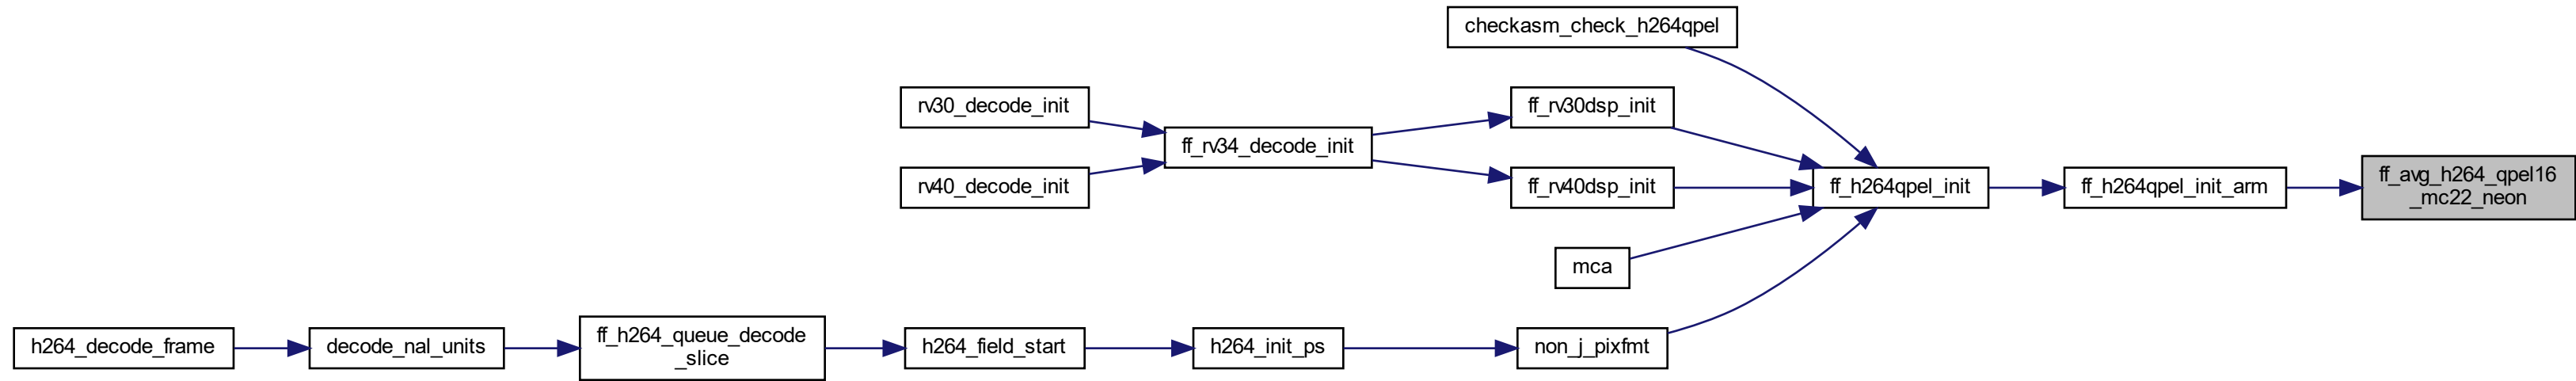 checkasm_check_h264qpel
rv30_decode_init
ff_rv30dsp_init
ff_rv34_decode_init
rv40_decode_init
ff_rv40dsp_init
ff_h264qpel_init
ff_h264qpel_init_arm
ff_avg_h264_qpel16
_mc22_neon
mca
h264_decode_frame
decode_nal_units
ff_h264_queue_decode
_slice
h264_field_start
h264_init_ps
non_j_pixfmt